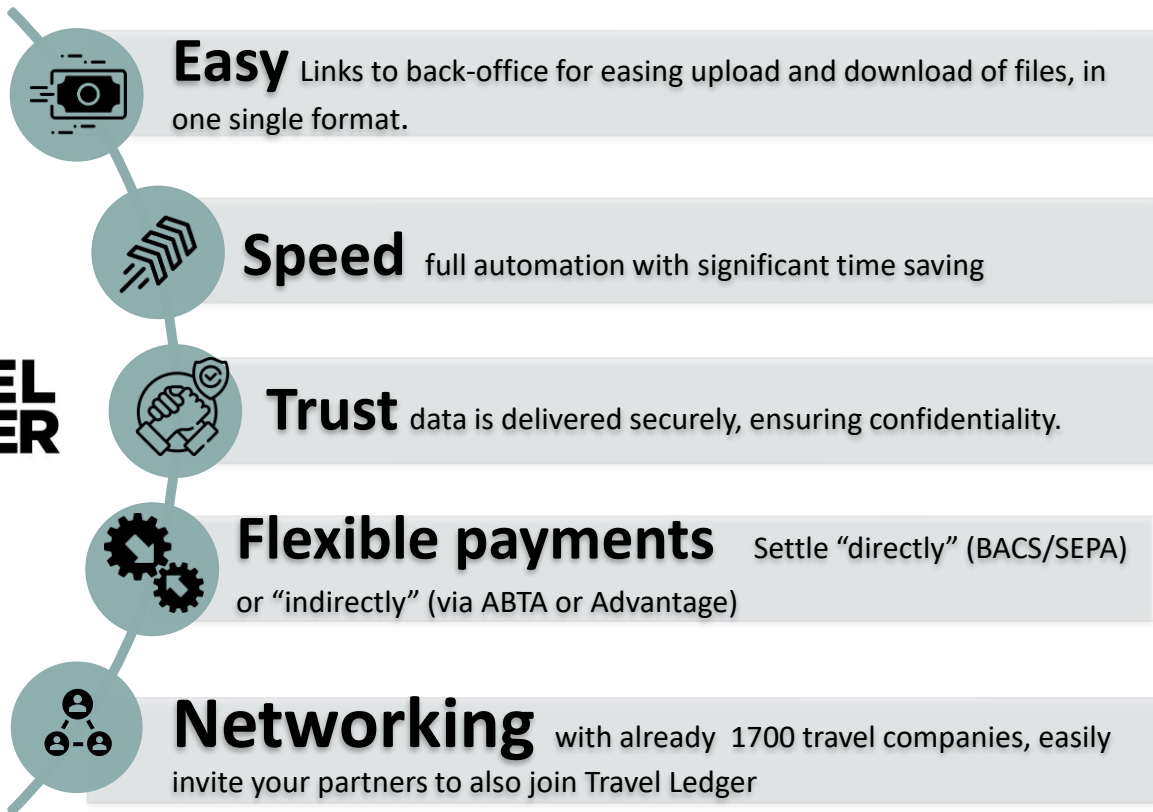 Easy Links to back-office for easing upload and download of files, in
one single format.
Speed full automation with significant time saving
EL
ER
Trust data is delivered securely, ensuring confidentiality.
Flexible payments Settle “directly” (BACS/SEPA)
or “indirectly” (via ABTA or Advantage)
Networking with already 1700 travel companies, easily
invite your partners to also join Travel Ledger